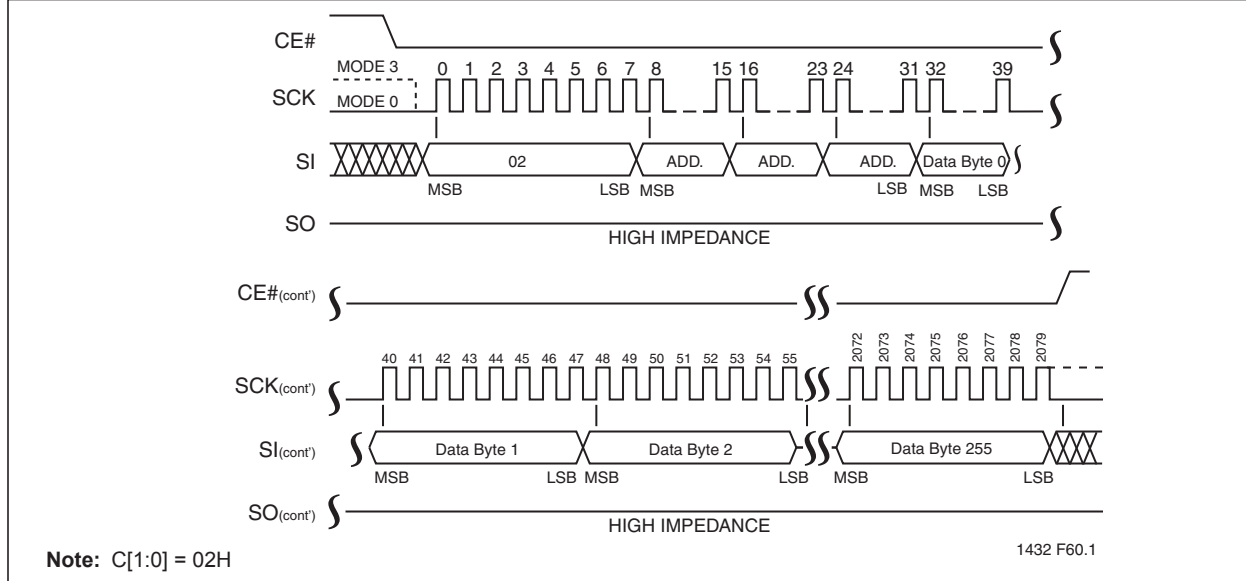 CE#
MODE 3
0 1 2 3 4 5 6 7 8 15 16 23 24 31 32 39
SCK
MODE 0
SI 02 ADD. ADD. ADD. Data Byte 0
MSB LSB MSB LSB MSB LSB
SO
HIGH IMPEDANCE
CE#(cont')
2072 2073 2074 2075 2076 2077 2078 2079
40 41 42 43 44 45 46 47 48 49 50 51 52 53 54 55
SCK(cont')
SI(cont') Data Byte 1 Data Byte 2 Data Byte 255
MSB LSB MSB LSB MSB LSB
SO(cont')
HIGH IMPEDANCE
1432 F60.1
Note: C[1:0] = 02H